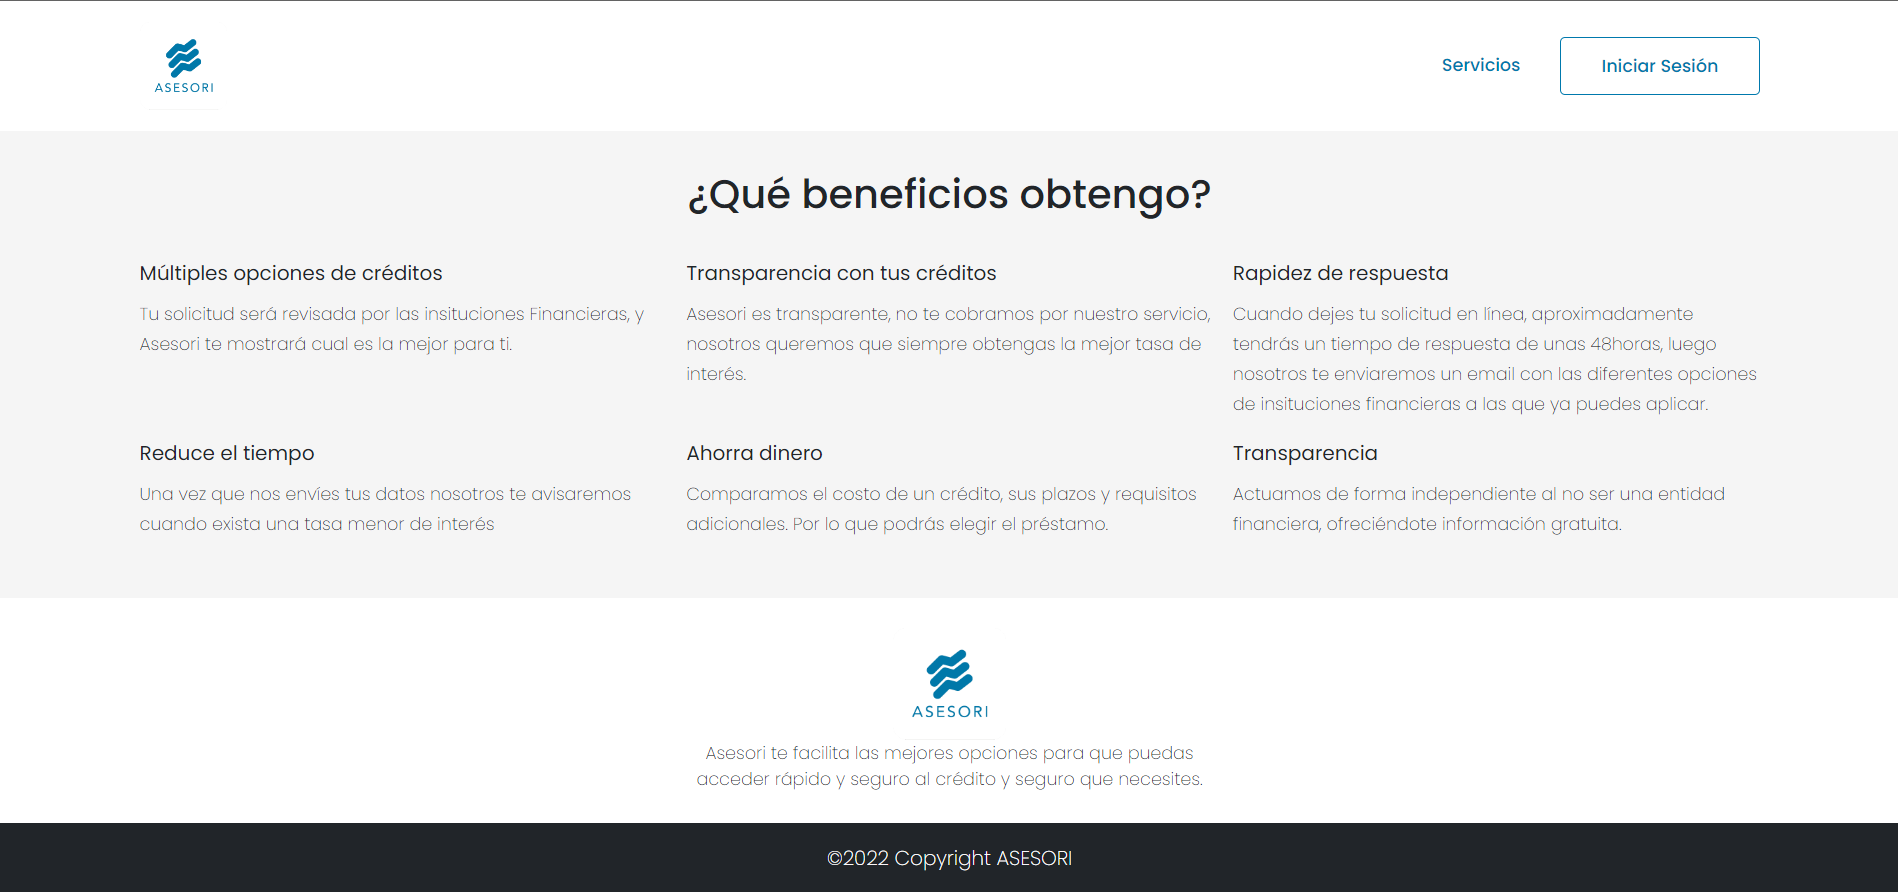 ASESORI
Servicios
Iniciar Sesión
¿Qué beneficios obtengo?
Múltiples opciones de créditos
Tu solicitud será revisada por las insituciones Financieras, y
Asesori te mostrará cual es la mejor para ti.
Transparencia con tus créditos
Asesori es transparente, no te cobramos por nuestro servicio,
nosotros queremos que siempre obtengas la mejor tasa de
interés.
Rapidez de respuesta
Cuando dejes tu solicitud en línea, aproximadamente
tendrás un tiempo de respuesta de unas 48horas, luego
nosotros te enviaremos un email con las diferentes opciones
de insituciones financieras a las que ya puedes aplicar.
Reduce el tiempo
Una vez que nos envíes tus datos nosotros te avisaremos
cuando exista una tasa menor de interés
Ahorra dinero
Comparamos el costo de un crédito, sus plazos y requisitos
adicionales. Por lo que podrás elegir el préstamo.
Transparencia
Actuamos de forma independiente al no ser una entidad
financiera, ofreciéndote información gratuita.
ASESORI
Asesori te facilita las mejores opciones para que puedas
acceder rápido y seguro al crédito y seguro que necesites.
©2022 Copyright ASESORI